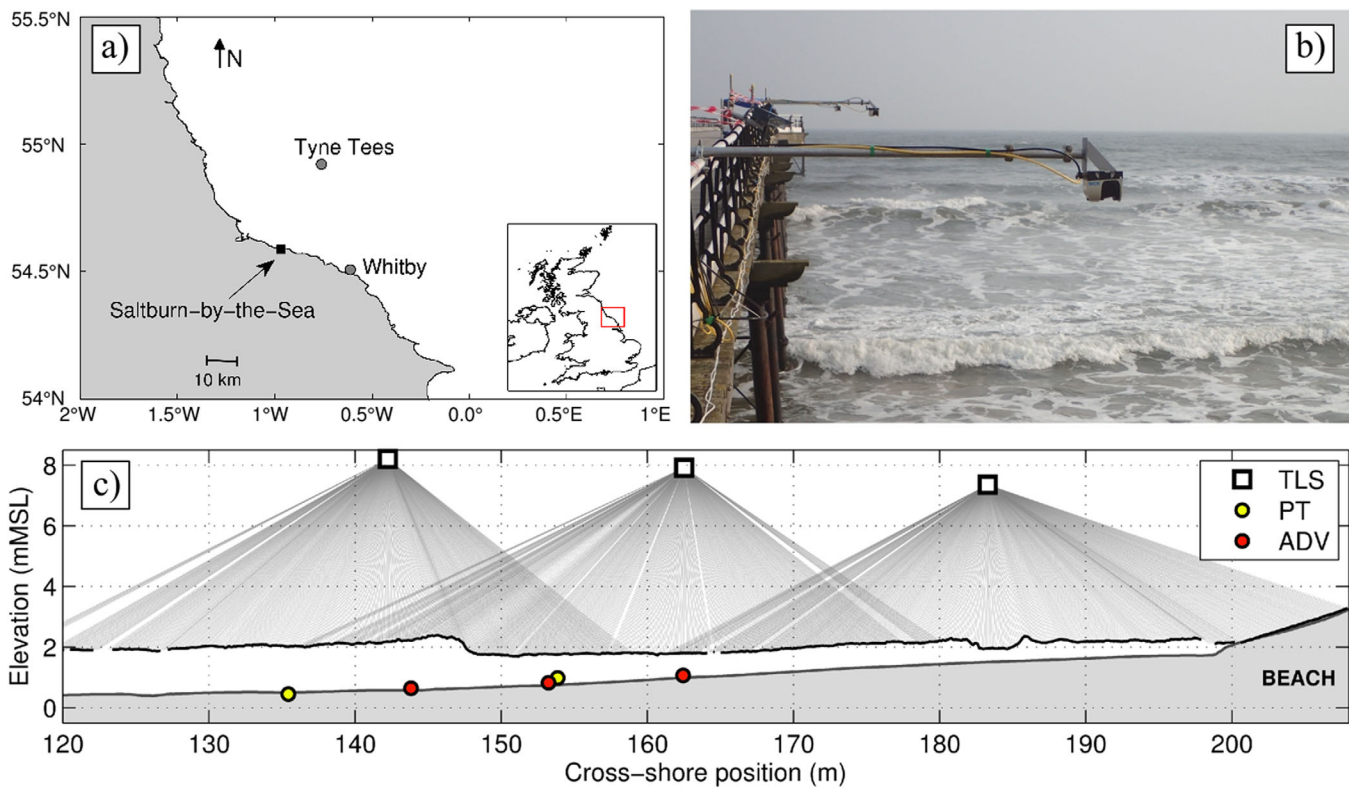 a)
N
Tyne Tees
Whitby
Saltburn-by-the-Sea
10 km
55.5°N
55°N
54.5°N
54°N
2°W 1.5°W 1°W 0.5°W 0.0° 0.5°E 1°E
b)
c)
TLS
PT
ADV
BEACH
Elevation (mMSL)
8
6
4
2
0
120 130 140 150 160 170 180 190 200
Cross-shore position (m)